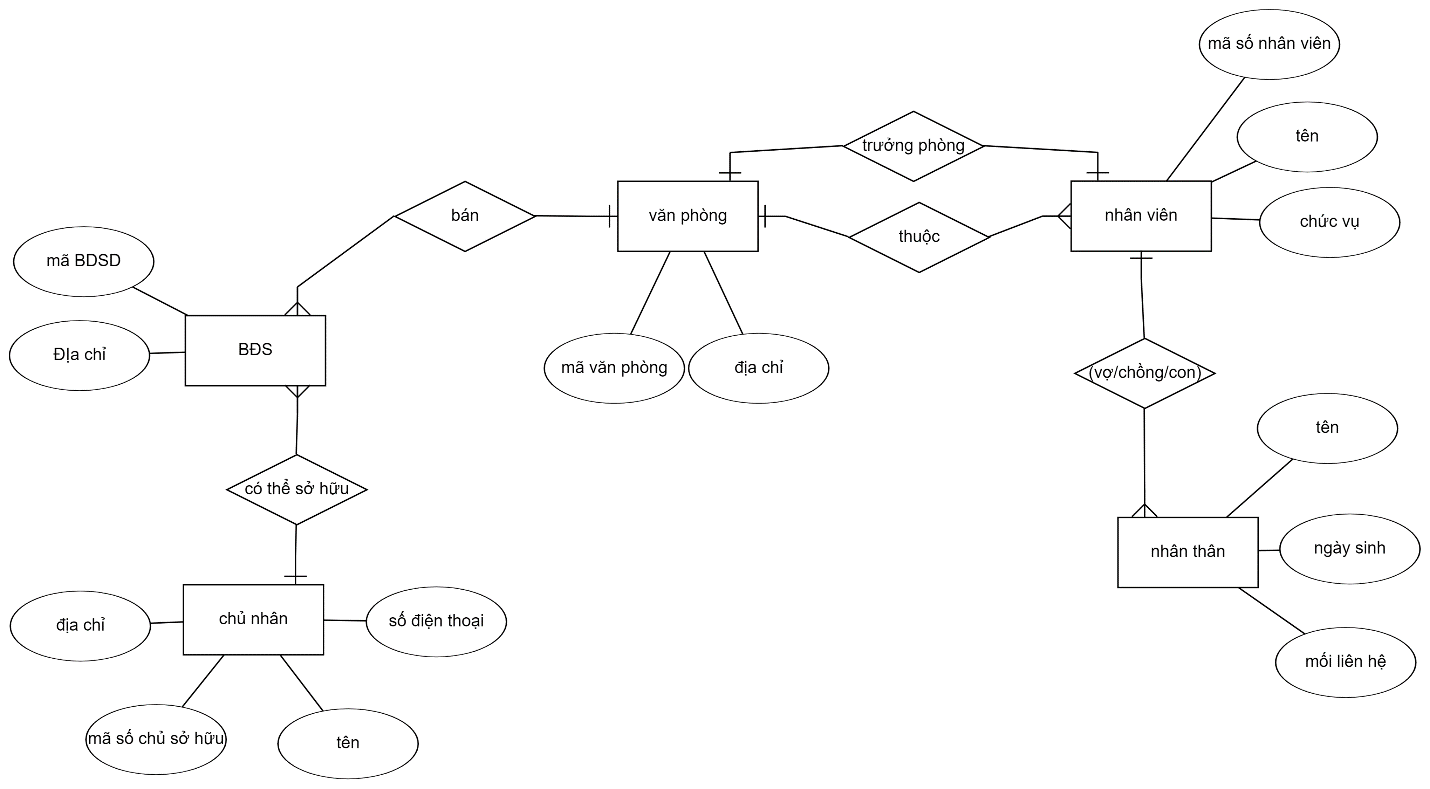 mã số nhân viên
tên
trưởng phòng
bán
văn phòng
nhân viên
chức vụ
thuộc
mã BDSD
BĐS
ĐỊa chỉ
mã văn phòng
địa chỉ
(vợ/chồng/con)
tên
có thể sở hữu
nhân thân
ngày sinh
địa chỉ
chủ nhân
số điện thoại
mối liên hệ
mã số chủ sở hữu
tên